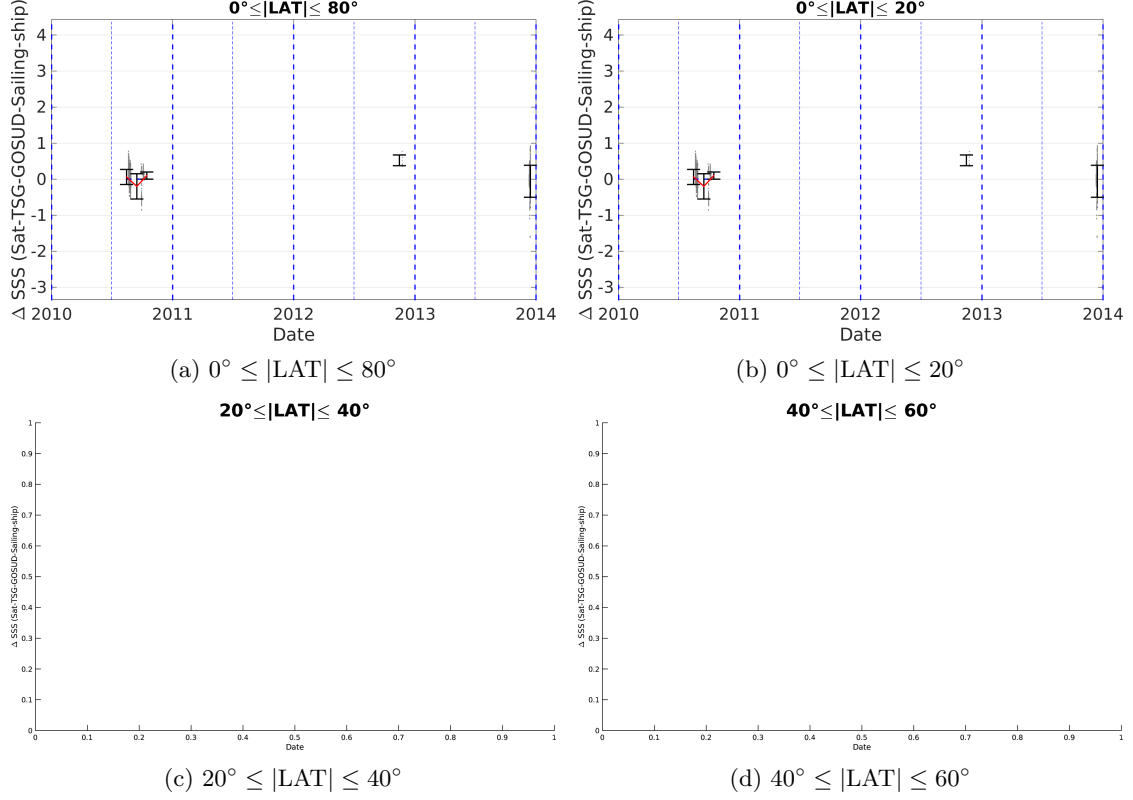 0°≤|LAT|≤ 80°
Δ SSS (Sat-TSG-GOSUD-Sailing-ship)
4
3
2
1
0
-1
-2
-3
2010 2011 2012 2013 2014
Date
(a) 0° ≤ |LAT| ≤ 80°
0°≤|LAT|≤ 20°
Δ SSS (Sat-TSG-GOSUD-Sailing-ship)
4
3
2
1
0
-1
-2
-3
2010 2011 2012 2013 2014
Date
(b) 0° ≤ |LAT| ≤ 20°
20°≤|LAT|≤ 40°
Δ SSS (Sat-TSG-GOSUD-Sailing-ship)
1
0.9
0.8
0.7
0.6
0.5
0.4
0.3
0.2
0.1
0
0 0.1 0.2 0.3 0.4 0.5 0.6 0.7 0.8 0.9 1
Date
(c) 20° ≤ |LAT| ≤ 40°
40°≤|LAT|≤ 60°
Δ SSS (Sat-TSG-GOSUD-Sailing-ship)
1
0.9
0.8
0.7
0.6
0.5
0.4
0.3
0.2
0.1
0
0 0.1 0.2 0.3 0.4 0.5 0.6 0.7 0.8 0.9 1
Date
(d) 40° ≤ |LAT| ≤ 60°